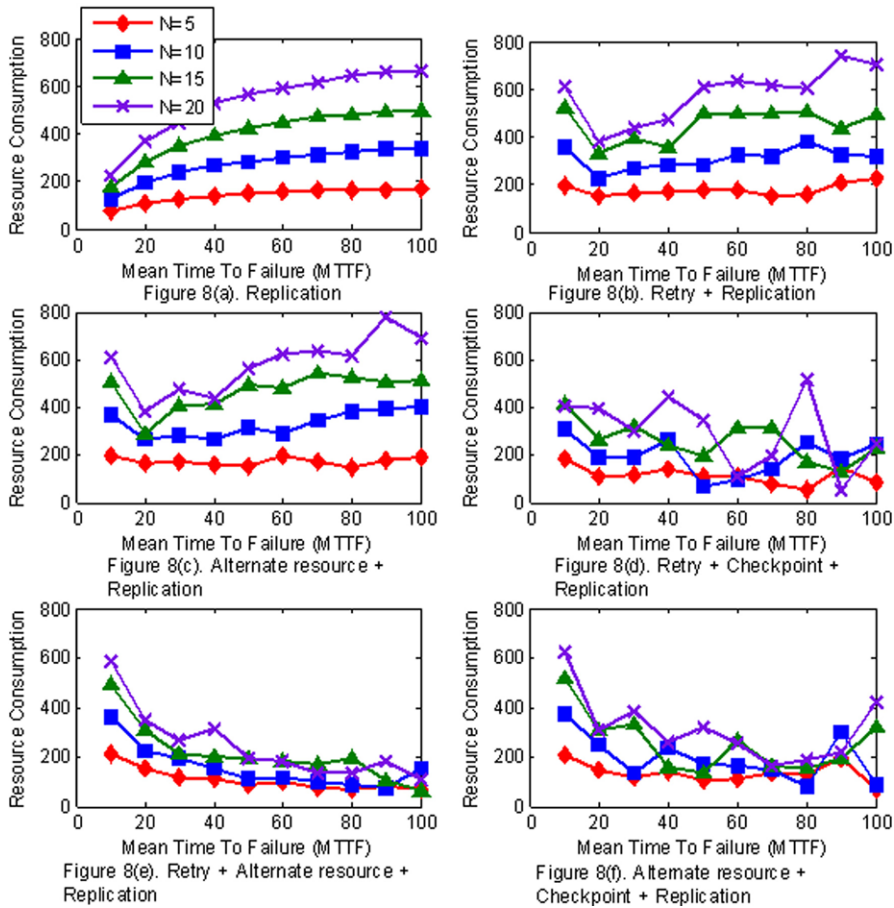 N=5
N=10
N=15
N=20
800
600
400
200
0
Resource Consumption
0 20 40 60 80 100
Mean Time To Failure (MTTF)
Figure 8(a). Replication
800
600
400
200
0
Resource Consumption
0 20 40 60 80 100
Mean Time To Failure (MTTF)
Figure 8(b). Retry + Replication
800
600
400
200
0
Resource Consumption
0 20 40 60 80 100
Mean Time To Failure (MTTF)
Figure 8(c). Alternate resource +
Replication
800
600
400
200
0
Resource Consumption
0 20 40 60 80 100
Mean Time To Failure (MTTF)
Figure 8(d). Retry + Checkpoint +
Replication
800
600
400
200
0
Resource Consumption
0 20 40 60 80 100
Mean Time To Failure (MTTF)
Figure 8(e). Retry + Alternate resource +
Replication
800
600
400
200
0
Resource Consumption
0 20 40 60 80 100
Mean Time To Failure (MTTF)
Figure 8(f). Alternate resource +
Checkpoint + Replication